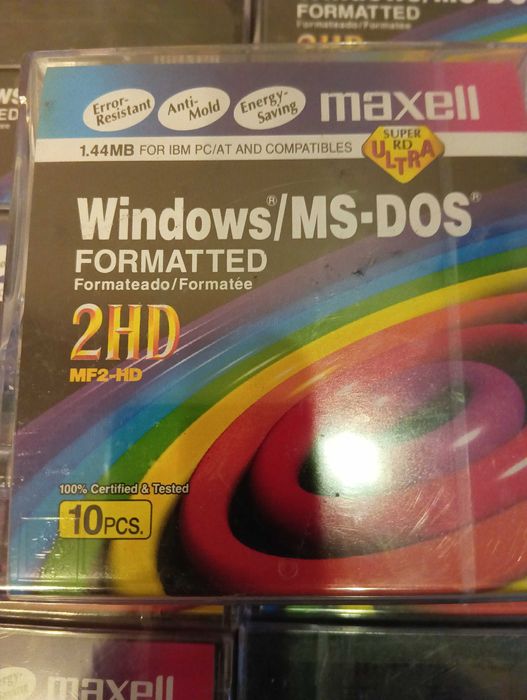 FORMATTED
Error-
Resistant
Anti-
Mold
Energy-
Saving
maxell
1.44MB FOR IBM PC/AT AND COMPATIBLES
SUPER
RD
ULTRA
Windows®/MS-DOS®
FORMATTED
Formateado/Formatée
2HD
MF2-HD
100% Certified & Tested
10PCS.
maxell